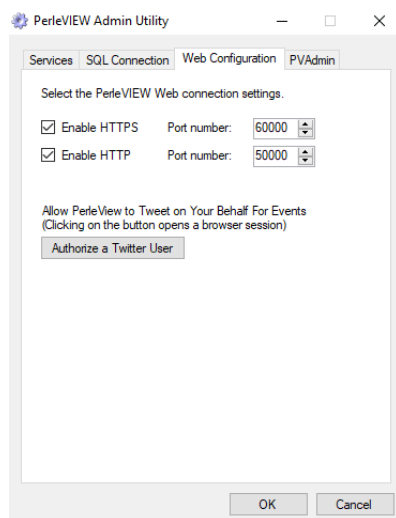 PerleVIEW Admin Utility
Services SQL Connection Web Configuration PVAdmin
Select the PerleVIEW Web connection settings.
Enable HTTPS Port number: 60000
Enable HTTP Port number: 50000
Allow PerleView to Tweet on Your Behalf For Events
(Clicking on the button opens a browser session)
Authorize a Twitter User
OK Cancel